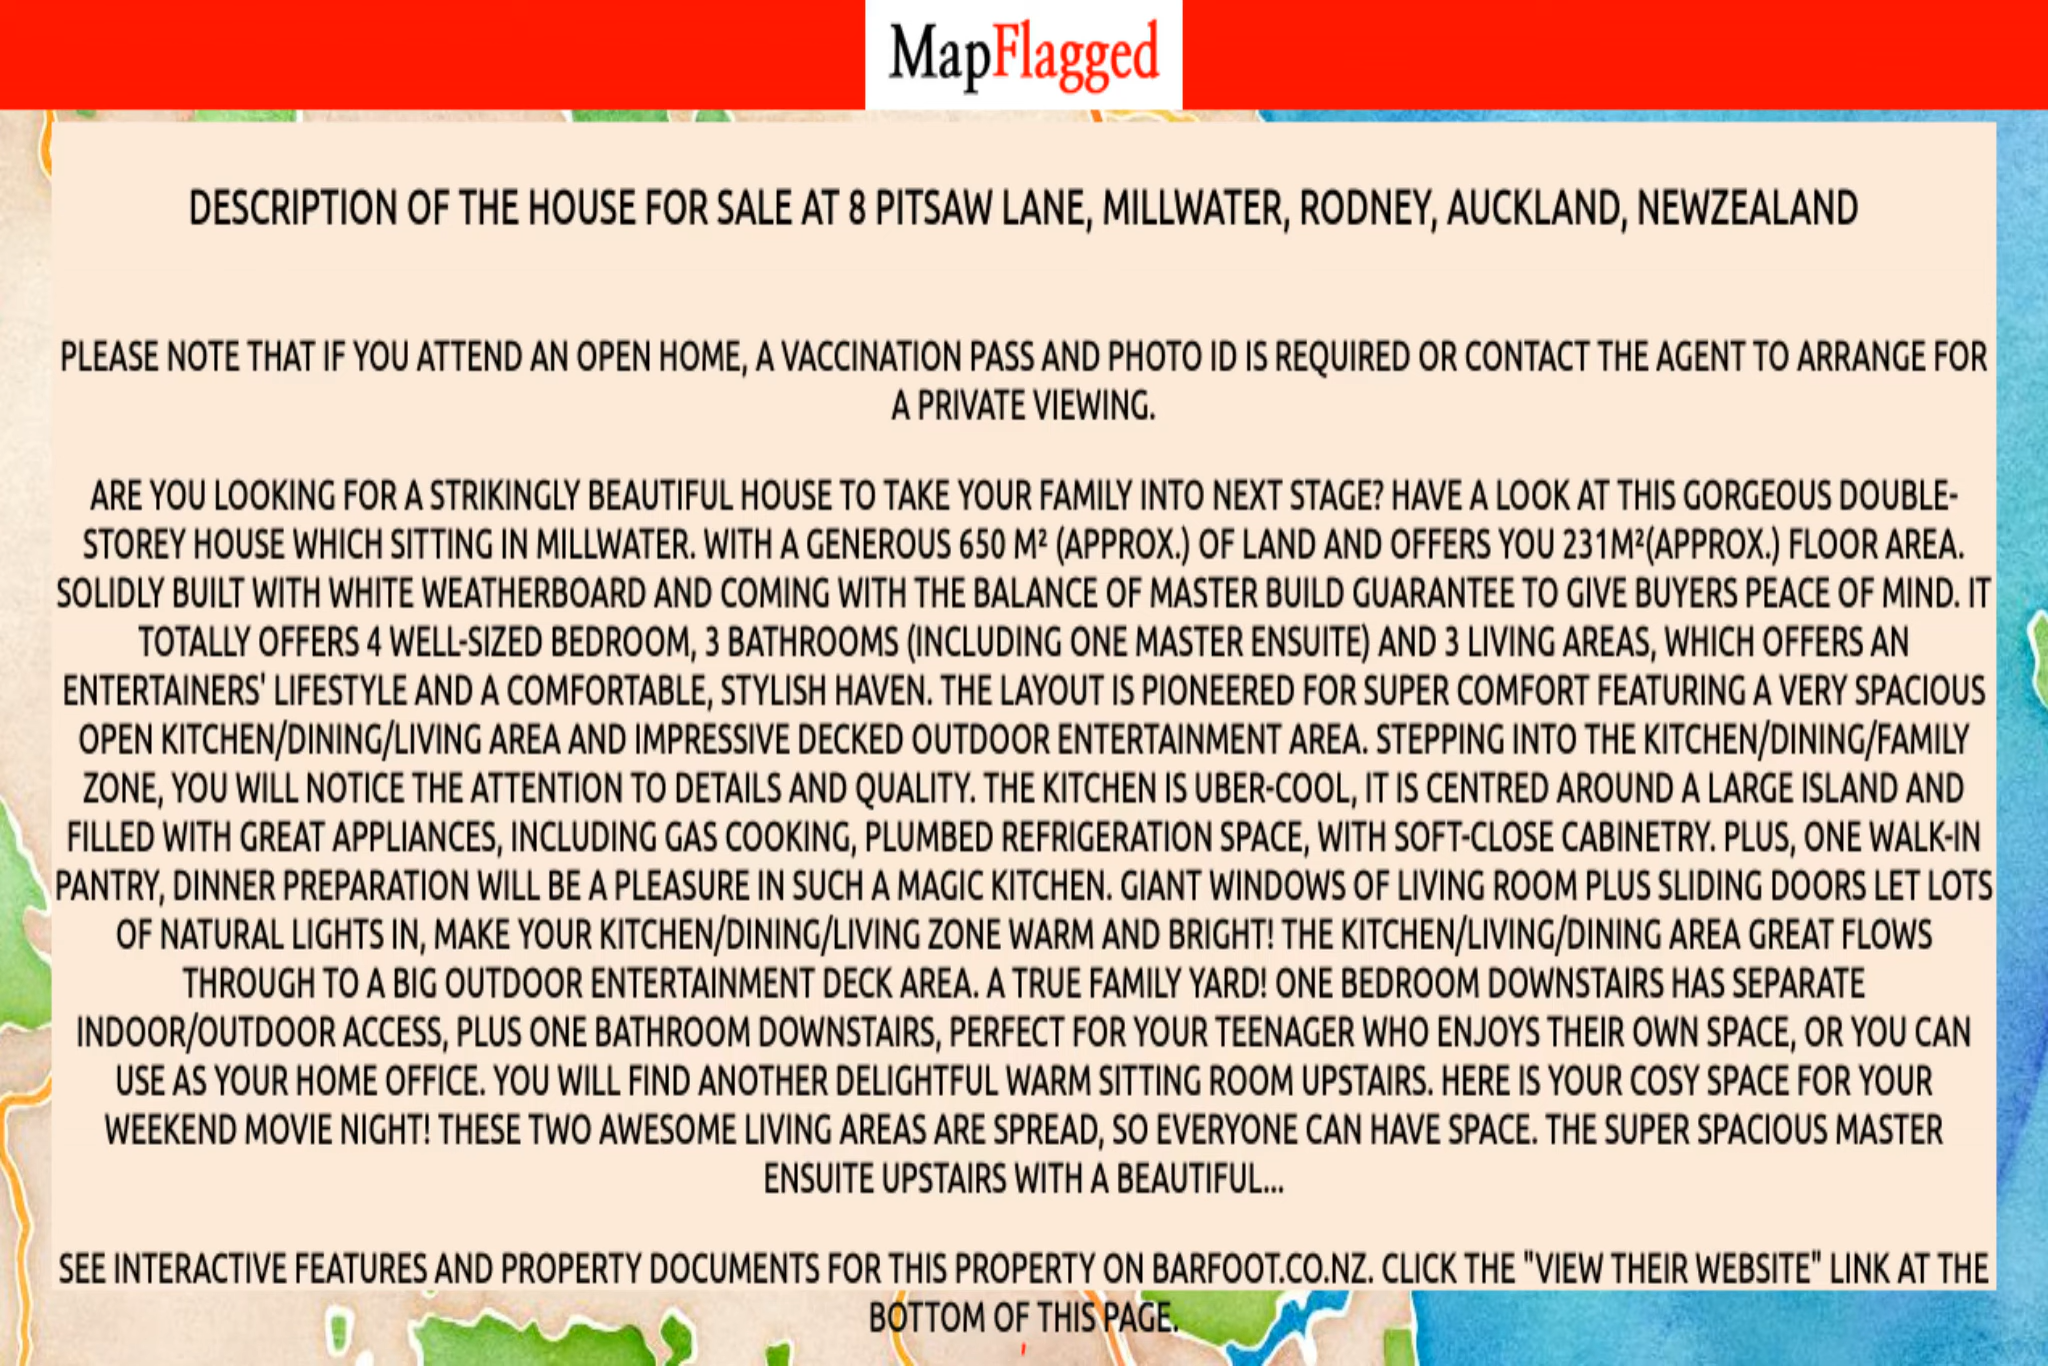 MapFlagged
DESCRIPTION OF THE HOUSE FOR SALE AT 8 PITSAW LANE, MILLWATER, RODNEY, AUCKLAND, NEWZEALAND
PLEASE NOTE THAT IF YOU ATTEND AN OPEN HOME, A VACCINATION PASS AND PHOTO ID IS REQUIRED OR CONTACT THE AGENT TO ARRANGE FOR
A PRIVATE VIEWING.
ARE YOU LOOKING FOR A STRIKINGLY BEAUTIFUL HOUSE TO TAKE YOUR FAMILY INTO NEXT STAGE? HAVE A LOOK AT THIS GORGEOUS DOUBLE-
STOREY HOUSE WHICH SITTING IN MILLWATER. WITH A GENEROUS 650 M² (APPROX.) OF LAND AND OFFERS YOU 231M²(APPROX.) FLOOR AREA.
SOLIDLY BUILT WITH WHITE WEATHERBOARD AND COMING WITH THE BALANCE OF MASTER BUILD GUARANTEE TO GIVE BUYERS PEACE OF MIND. IT
TOTALLY OFFERS 4 WELL-SIZED BEDROOM, 3 BATHROOMS (INCLUDING ONE MASTER ENSUITE) AND 3 LIVING AREAS, WHICH OFFERS AN
ENTERTAINERS' LIFESTYLE AND A COMFORTABLE, STYLISH HAVEN. THE LAYOUT IS PIONEERED FOR SUPER COMFORT FEATURING A VERY SPACIOUS
OPEN KITCHEN/DINING/LIVING AREA AND IMPRESSIVE DECKED OUTDOOR ENTERTAINMENT AREA. STEPPING INTO THE KITCHEN/DINING/FAMILY
ZONE, YOU WILL NOTICE THE ATTENTION TO DETAILS AND QUALITY. THE KITCHEN IS UBER-COOL, IT IS CENTRED AROUND A LARGE ISLAND AND
FILLED WITH GREAT APPLIANCES, INCLUDING GAS COOKING, PLUMBED REFRIGERATION SPACE, WITH SOFT-CLOSE CABINETRY. PLUS, ONE WALK-IN
PANTRY, DINNER PREPARATION WILL BE A PLEASURE IN SUCH A MAGIC KITCHEN. GIANT WINDOWS OF LIVING ROOM PLUS SLIDING DOORS LET LOTS
OF NATURAL LIGHTS IN, MAKE YOUR KITCHEN/DINING/LIVING ZONE WARM AND BRIGHT! THE KITCHEN/LIVING/DINING AREA GREAT FLOWS
THROUGH TO A BIG OUTDOOR ENTERTAINMENT DECK AREA. A TRUE FAMILY YARD! ONE BEDROOM DOWNSTAIRS HAS SEPARATE
INDOOR/OUTDOOR ACCESS, PLUS ONE BATHROOM DOWNSTAIRS, PERFECT FOR YOUR TEENAGER WHO ENJOYS THEIR OWN SPACE, OR YOU CAN
USE AS YOUR HOME OFFICE. YOU WILL FIND ANOTHER DELIGHTFUL WARM SITTING ROOM UPSTAIRS. HERE IS YOUR COSY SPACE FOR YOUR
WEEKEND MOVIE NIGHT! THESE TWO AWESOME LIVING AREAS ARE SPREAD, SO EVERYONE CAN HAVE SPACE. THE SUPER SPACIOUS MASTER
ENSUITE UPSTAIRS WITH A BEAUTIFUL...
SEE INTERACTIVE FEATURES AND PROPERTY DOCUMENTS FOR THIS PROPERTY ON BARFOOT.CO.NZ. CLICK THE "VIEW THEIR WEBSITE" LINK AT THE
BOTTOM OF THIS PAGE.